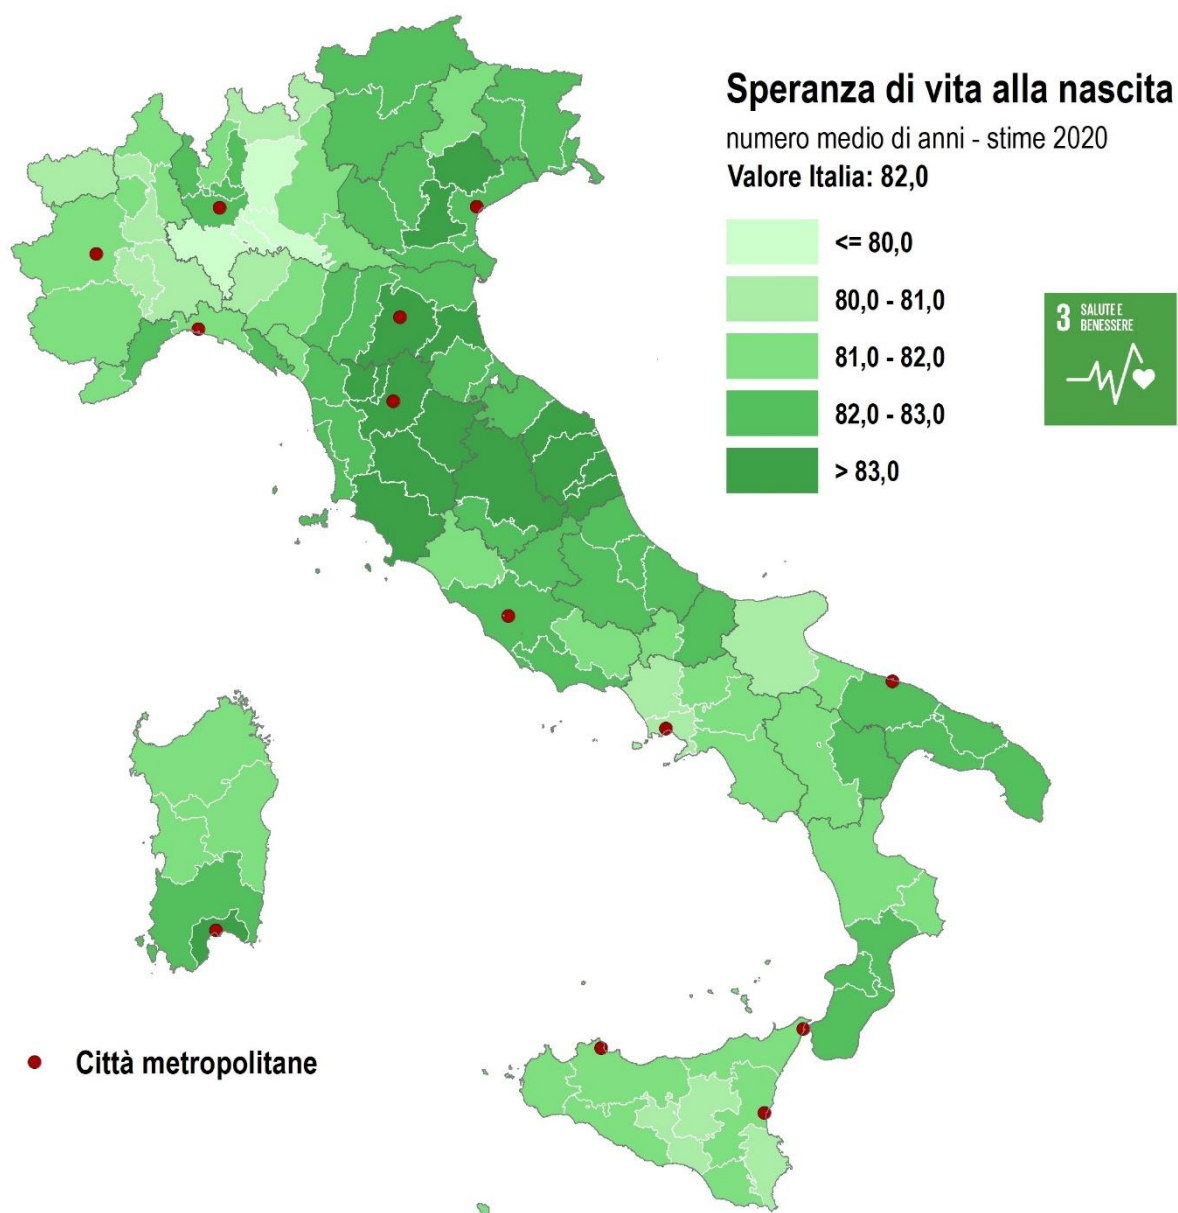 Speranza di vita alla nascita
numero medio di anni - stime 2020
Valore Italia: 82,0
<= 80,0
80,0 - 81,0
81,0 - 82,0
82,0 - 83,0
> 83,0
3 SALUTE E
BENESSERE
Città metropolitane